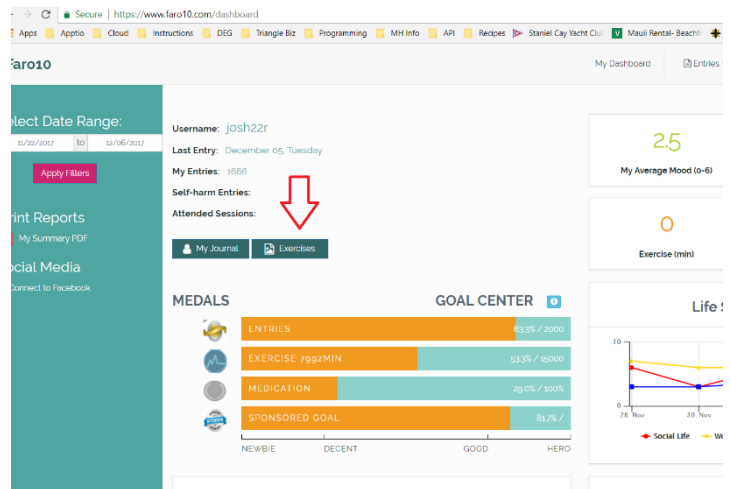 Secure | https://www.faro10.com/dashboard
Apps Apptio Cloud Instructions DEG Triangle Biz Programming MH Info API Recipes Staniel Cay Yacht Clu Mauii Rental- Beachf
Faro10
My Dashboard Entries
elect Date Range:
11/22/2017 to 12/06/2017
Apply Filters
rint Reports
My Summary PDF
ocial Media
Connect to Facebook
Username: josh22r
Last Entry: December 05, Tuesday
My Entries: 1666
Self-harm Entries:
Attended Sessions:
My Journal Exercises
2.5
My Average Mood (0-6)
0
Exercise (min)
MEDALS GOAL CENTER
ENTRIES 83.3% / 2000
EXERCISE 7992MIN 53.3% / 15000
MEDICATION 29.0% / 100%
SPONSORED GOAL 81.7% /
NEWBIE DECENT GOOD HERO
Life S
10
0
28. Nov 30. Nov
Social Life We